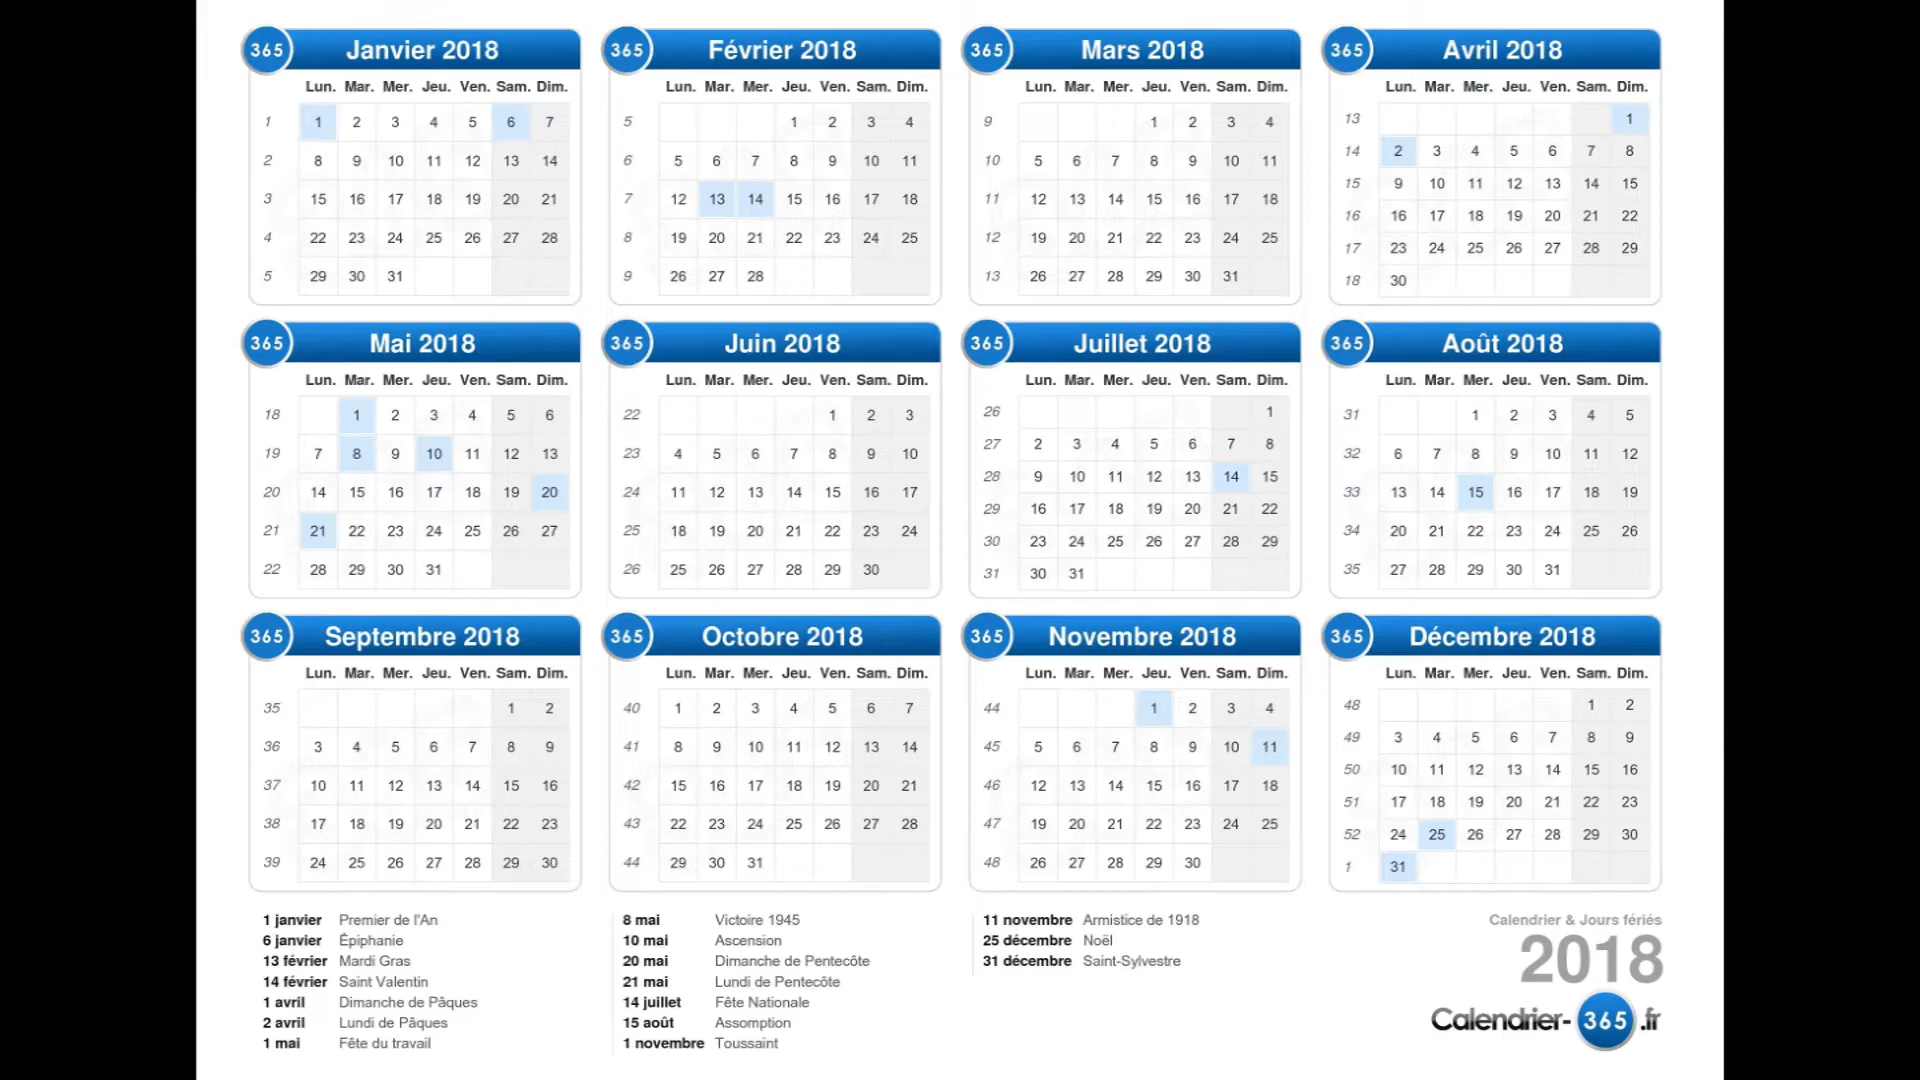 365 Janvier 2018
Lun. Mar. Mer. Jeu. Ven. Sam. Dim.
1 1 2 3 4 5 6 7
2 8 9 10 11 12 13 14
3 15 16 17 18 19 20 21
4 22 23 24 25 26 27 28
5 29 30 31
365 Février 2018
Lun. Mar. Mer. Jeu. Ven. Sam. Dim.
5 1 2 3 4
6 5 6 7 8 9 10 11
7 12 13 14 15 16 17 18
8 19 20 21 22 23 24 25
9 26 27 28
365 Mars 2018
Lun. Mar. Mer. Jeu. Ven. Sam. Dim.
9 1 2 3 4
10 5 6 7 8 9 10 11
11 12 13 14 15 16 17 18
12 19 20 21 22 23 24 25
13 26 27 28 29 30 31
365 Avril 2018
Lun. Mar. Mer. Jeu. Ven. Sam. Dim.
13 1
14 2 3 4 5 6 7 8
15 9 10 11 12 13 14 15
16 16 17 18 19 20 21 22
17 23 24 25 26 27 28 29
18 30
365 Mai 2018
Lun. Mar. Mer. Jeu. Ven. Sam. Dim.
18 1 2 3 4 5 6
19 7 8 9 10 11 12 13
20 14 15 16 17 18 19 20
21 21 22 23 24 25 26 27
22 28 29 30 31
365 Juin 2018
Lun. Mar. Mer. Jeu. Ven. Sam. Dim.
22 1 2 3
23 4 5 6 7 8 9 10
24 11 12 13 14 15 16 17
25 18 19 20 21 22 23 24
26 25 26 27 28 29 30
365 Juillet 2018
Lun. Mar. Mer. Jeu. Ven. Sam. Dim.
26 1
27 2 3 4 5 6 7 8
28 9 10 11 12 13 14 15
29 16 17 18 19 20 21 22
30 23 24 25 26 27 28 29
31 30 31
365 Août 2018
Lun. Mar. Mer. Jeu. Ven. Sam. Dim.
31 1 2 3 4 5
32 6 7 8 9 10 11 12
33 13 14 15 16 17 18 19
34 20 21 22 23 24 25 26
35 27 28 29 30 31
365 Septembre 2018
Lun. Mar. Mer. Jeu. Ven. Sam. Dim.
35 1 2
36 3 4 5 6 7 8 9
37 10 11 12 13 14 15 16
38 17 18 19 20 21 22 23
39 24 25 26 27 28 29 30
365 Octobre 2018
Lun. Mar. Mer. Jeu. Ven. Sam. Dim.
40 1 2 3 4 5 6 7
41 8 9 10 11 12 13 14
42 15 16 17 18 19 20 21
43 22 23 24 25 26 27 28
44 29 30 31
365 Novembre 2018
Lun. Mar. Mer. Jeu. Ven. Sam. Dim.
44 1 2 3 4
45 5 6 7 8 9 10 11
46 12 13 14 15 16 17 18
47 19 20 21 22 23 24 25
48 26 27 28 29 30
365 Décembre 2018
Lun. Mar. Mer. Jeu. Ven. Sam. Dim.
48 1 2
49 3 4 5 6 7 8 9
50 10 11 12 13 14 15 16
51 17 18 19 20 21 22 23
52 24 25 26 27 28 29 30
1 31
1 janvier Premier de l'An
6 janvier Épiphanie
13 février Mardi Gras
14 février Saint Valentin
1 avril Dimanche de Pâques
2 avril Lundi de Pâques
1 mai Fête du travail
8 mai Victoire 1945
10 mai Ascension
20 mai Dimanche de Pentecôte
21 mai Lundi de Pentecôte
14 juillet Fête Nationale
15 août Assomption
1 novembre Toussaint
11 novembre Armistice de 1918
25 décembre Noël
31 décembre Saint-Sylvestre
Calendrier & Jours fériés
2018
Calendrier-365.fr